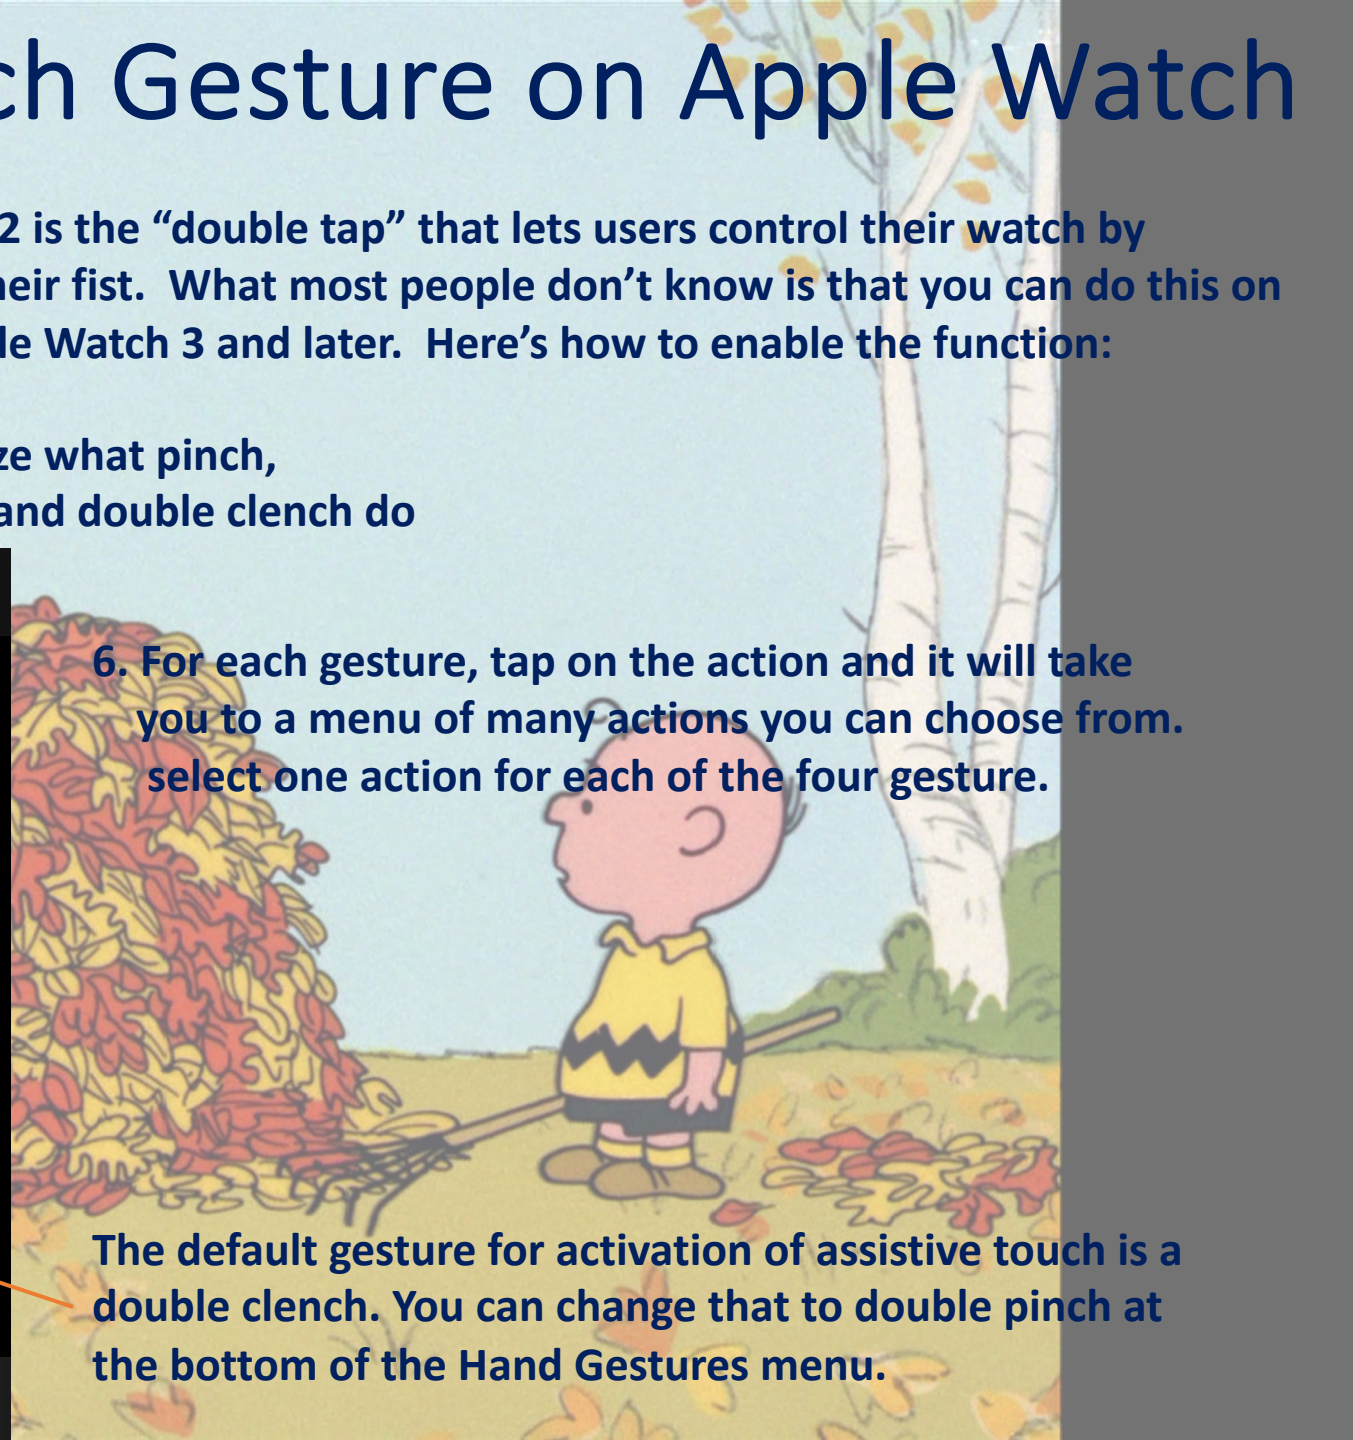 ch Gesture on Apple Watch
2 is the “double tap” that lets users control their watch by
heir fist.  What most people don’t know is that you can do this on
le Watch 3 and later.  Here’s how to enable the function:
ze what pinch,
and double clench do
6. For each gesture, tap on the action and it will take
you to a menu of many actions you can choose from.
select one action for each of the four gesture.
The default gesture for activation of assistive touch is a
double clench. You can change that to double pinch at
the bottom of the Hand Gestures menu.